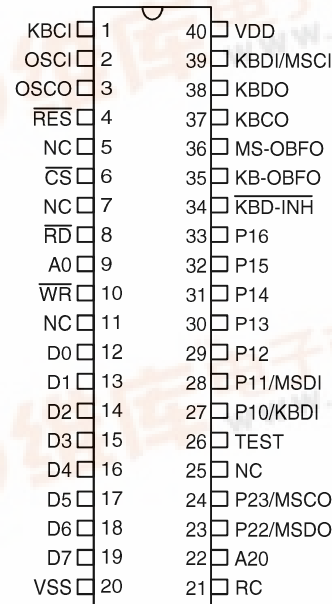 KBCI 1 40 VDD
OSCI 2 39 KBDI/MSCI
OSCO 3 38 KBDO
RES 4 37 KBCO
NC 5 36 MS-OBFO
CS 6 35 KB-OBFO
NC 7 34 KBD-INH
RD 8 33 P16
A0 9 32 P15
WR 10 31 P14
NC 11 30 P13
D0 12 29 P12
D1 13 28 P11/MSDI
D2 14 27 P10/KBDI
D3 15 26 TEST
D4 16 25 NC
D5 17 24 P23/MSCO
D6 18 23 P22/MSDO
D7 19 22 A20
VSS 20 21 RC